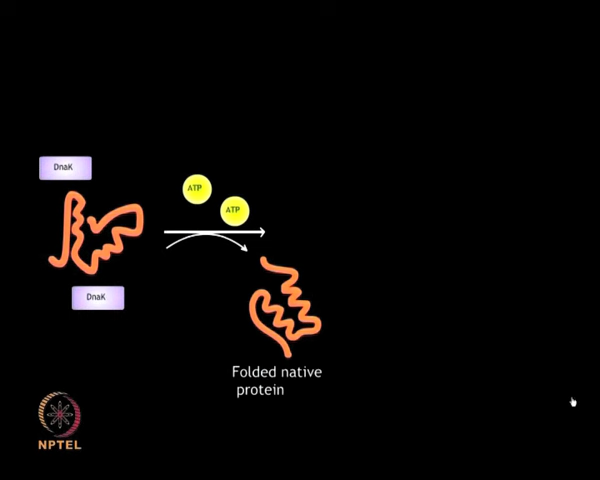 DnaK
ATP
ATP
DnaK
Folded native
protein
NPTEL